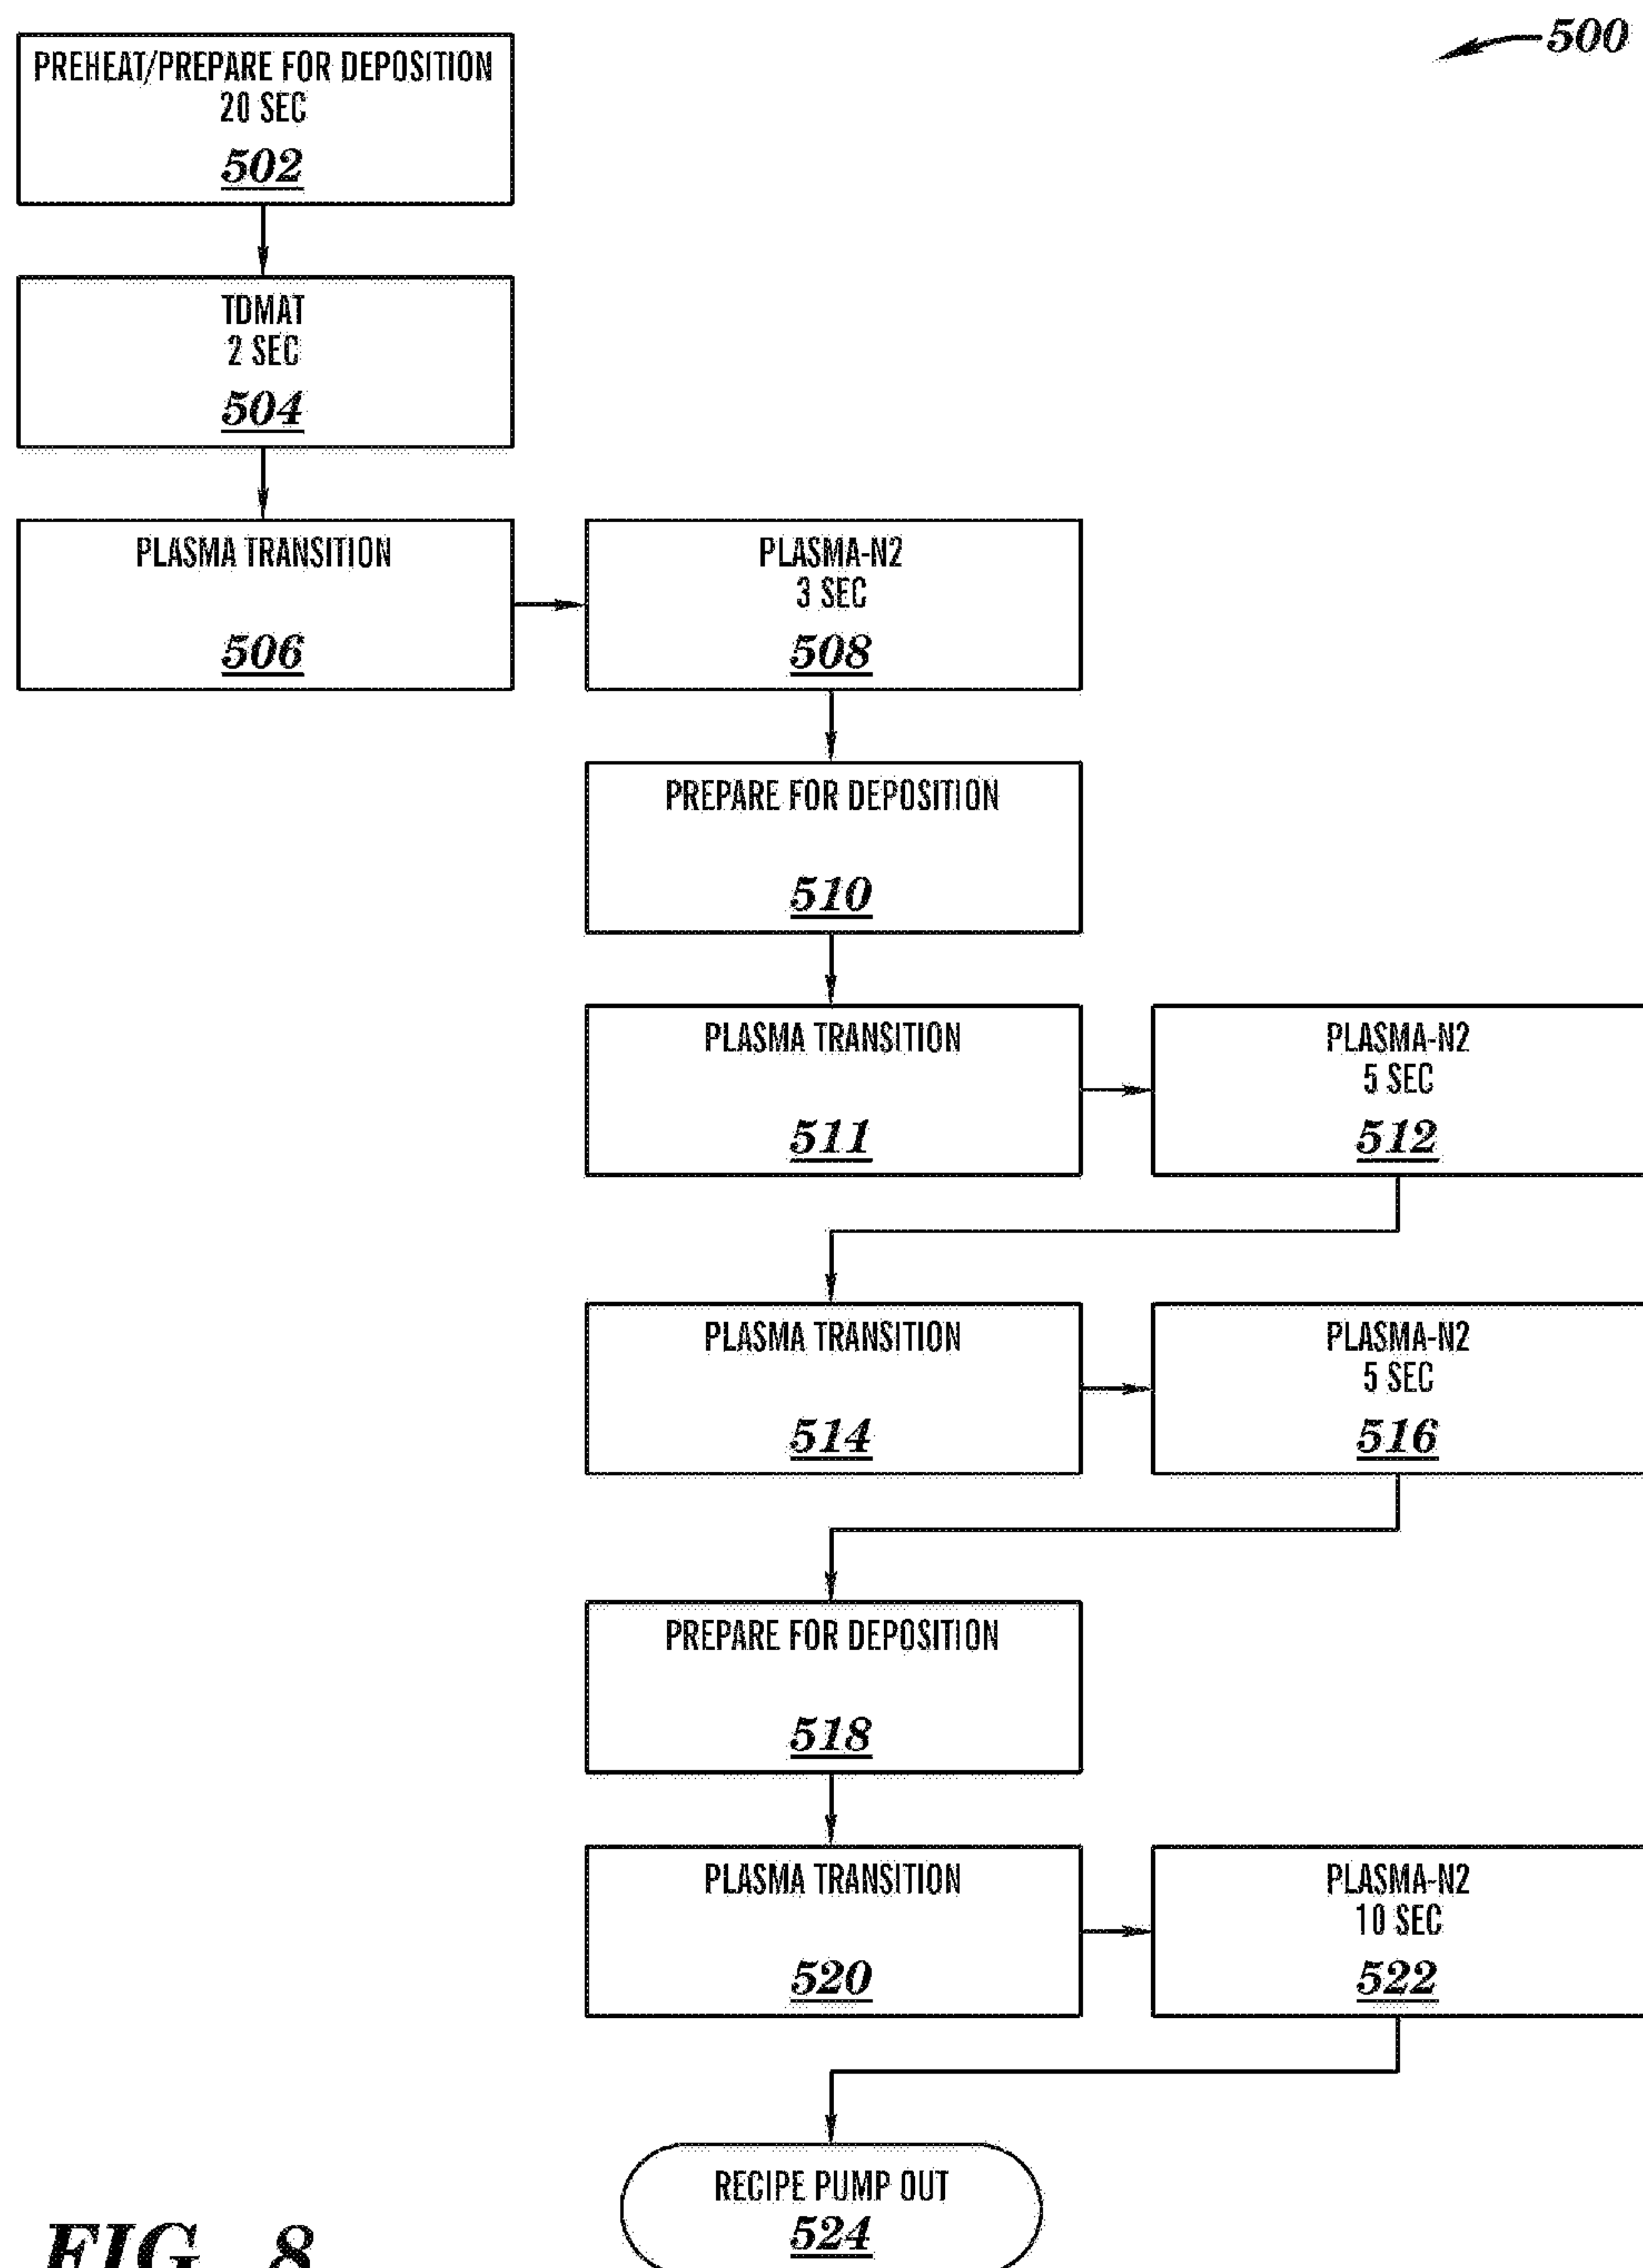 500
PREHEAT/PREPARE FOR DEPOSITION
20 SEC
502
TDMAT
2 SEC
504
PLASMA TRANSITION
506
PLASMA-N2
3 SEC
508
PREPARE FOR DEPOSITION
510
PLASMA TRANSITION
511
PLASMA-N2
5 SEC
512
PLASMA TRANSITION
514
PLASMA-N2
5 SEC
516
PREPARE FOR DEPOSITION
518
PLASMA TRANSITION
520
PLASMA-N2
10 SEC
522
RECIPE PUMP OUT
524
FIG. 8